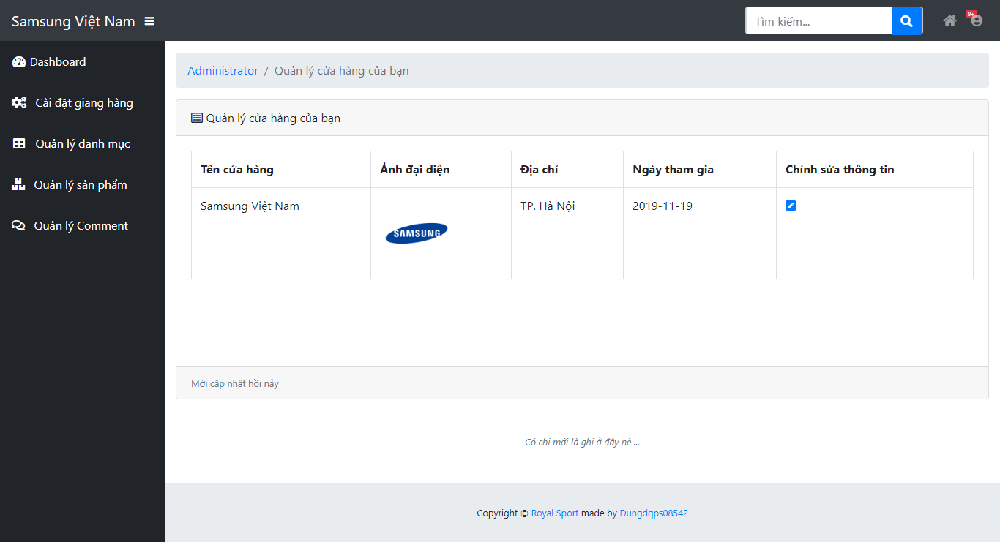 Samsung Việt Nam
Tìm kiếm...
9+
Dashboard
Cài đặt giang hàng
Quản lý danh mục
Quản lý sản phẩm
Quản lý Comment
Administrator / Quản lý cửa hàng của bạn
Quản lý cửa hàng của bạn
Tên cửa hàng Ảnh đại diện Địa chỉ Ngày tham gia Chỉnh sửa thông tin
Samsung Việt Nam SAMSUNG TP. Hà Nội 2019-11-19
Mới cập nhật hồi nảy
Có chi mới là ghi ở đây nè ...
Copyright © Royal Sport made by Dungdqps08542